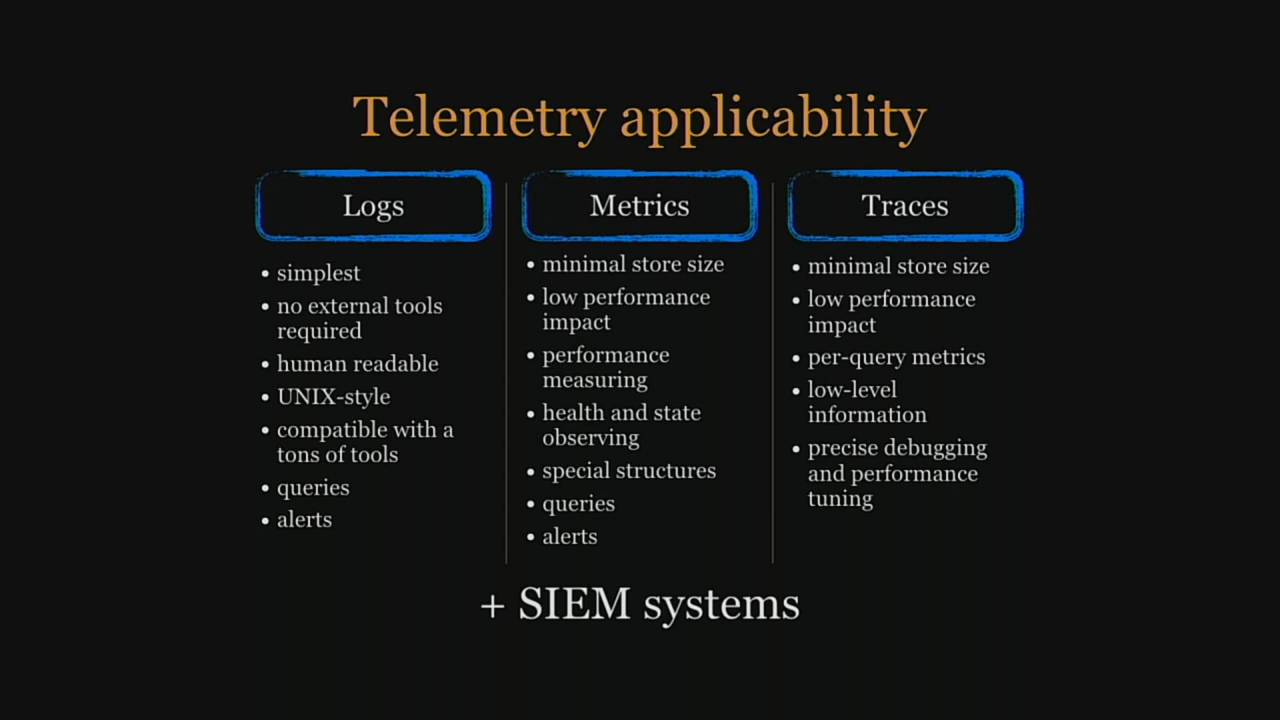 Telemetry applicability
Logs
• simplest
• no external tools
required
• human readable
• UNIX-style
• compatible with a
tons of tools
• queries
• alerts
Metrics
• minimal store size
• low performance
impact
• performance
measuring
• health and state
observing
• special structures
• queries
• alerts
Traces
• minimal store size
• low performance
impact
• per-query metrics
• low-level
information
• precise debugging
and performance
tuning
+ SIEM systems